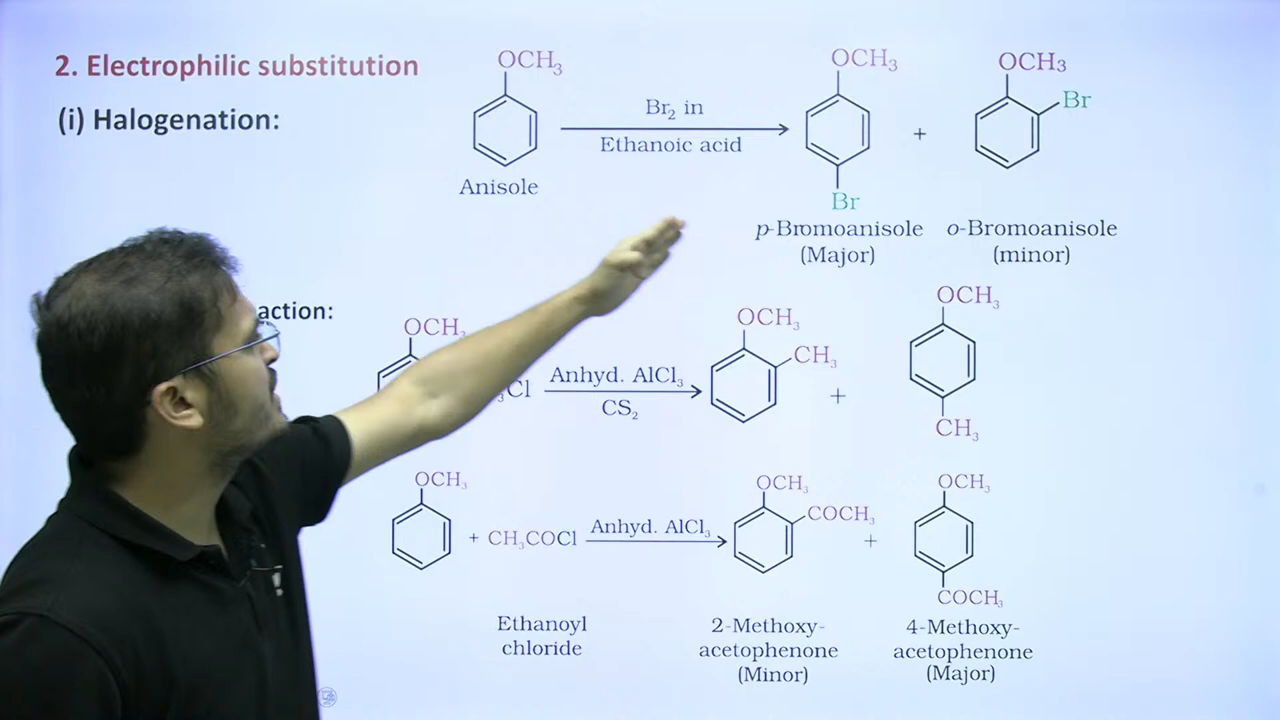 2. Electrophilic substitution
(i) Halogenation:
OCH₃
Anisole
Br₂ in
Ethanoic acid
OCH₃
Br
p-Bromoanisole
(Major)
+
OCH₃
Br
o-Bromoanisole
(minor)
action:
OCH₃
₃Cl
Anhyd. AlCl₃
CS₂
OCH₃
CH₃
+
OCH₃
CH₃
OCH₃
+ CH₃COCl
Ethanoyl
chloride
Anhyd. AlCl₃
OCH₃
COCH₃
2-Methoxy-
acetophenone
(Minor)
+
OCH₃
COCH₃
4-Methoxy-
acetophenone
(Major)